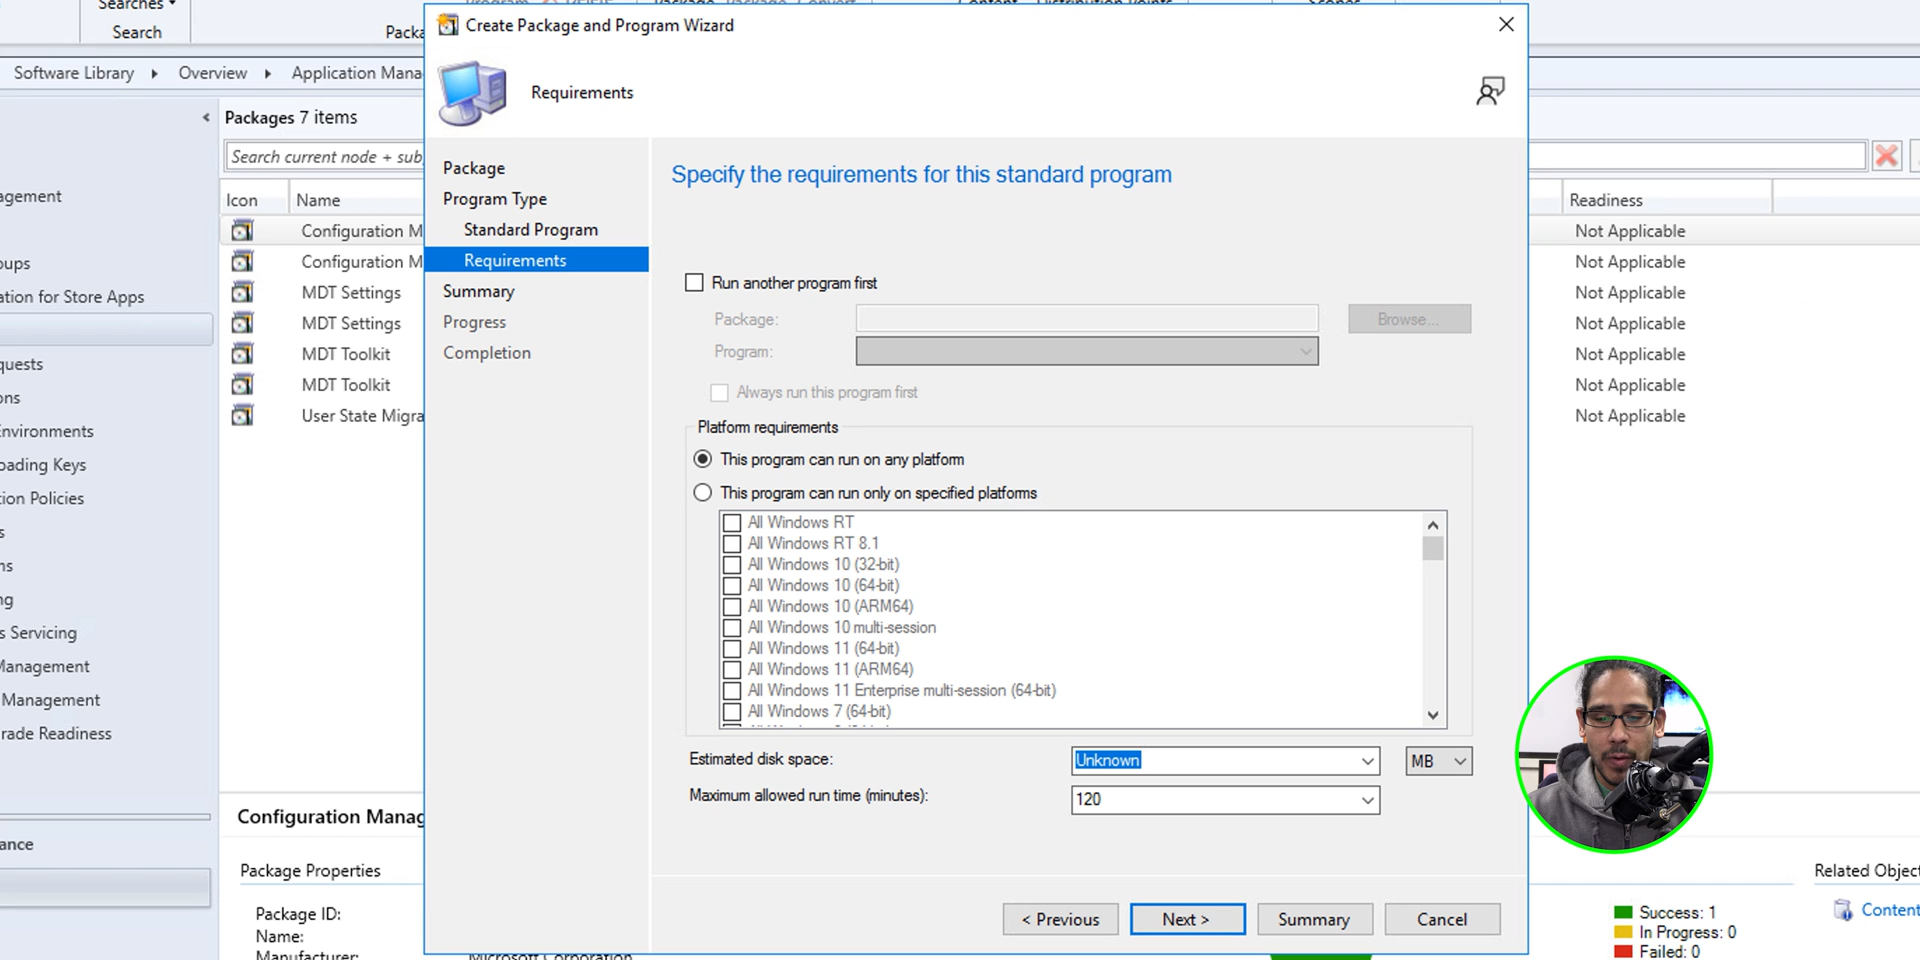 Searches
Search
Software Library ▸ Overview ▸ Application Mana
Packages 7 items
Search current node + sub
Icon Name
Readiness
Configuration M
Not Applicable
Configuration M
Not Applicable
MDT Settings
Not Applicable
MDT Settings
Not Applicable
MDT Toolkit
Not Applicable
MDT Toolkit
Not Applicable
User State Migra
Not Applicable
agement
oups
ation for Store Apps
quests
ons
Environments
oading Keys
tion Policies
s
ns
ng
s Servicing
Management
Management
rade Readiness
ance
Configuration Manag
Package Properties
Package ID:
Name:
Manufacturer:
Microsoft Corporation
Create Package and Program Wizard
Requirements
Package
Program Type
Standard Program
Requirements
Summary
Progress
Completion
Specify the requirements for this standard program
Run another program first
Package:
Browse...
Program:
Always run this program first
Platform requirements
This program can run on any platform
This program can run only on specified platforms
All Windows RT
All Windows RT 8.1
All Windows 10 (32-bit)
All Windows 10 (64-bit)
All Windows 10 (ARM64)
All Windows 10 multi-session
All Windows 11 (64-bit)
All Windows 11 (ARM64)
All Windows 11 Enterprise multi-session (64-bit)
All Windows 7 (64-bit)
Estimated disk space:
Unknown
MB
Maximum allowed run time (minutes):
120
< Previous
Next >
Summary
Cancel
Success: 1
In Progress: 0
Failed: 0
Related Object
Content